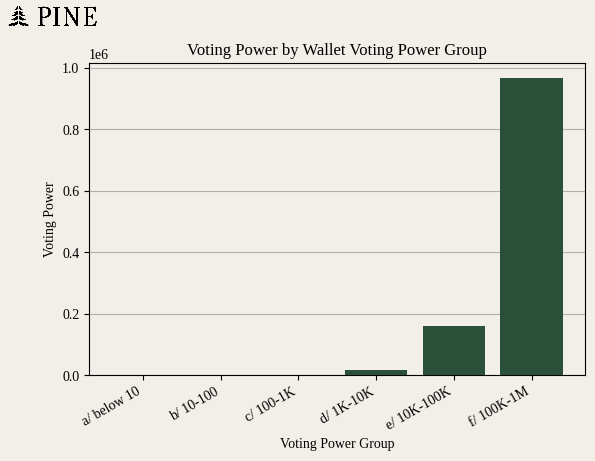 PINE
Voting Power by Wallet Voting Power Group
1e6
1.0
0.8
0.6
0.4
0.2
0.0
Voting Power
a/ below 10
b/ 10-100
c/ 100-1K
d/ 1K-10K
e/ 10K-100K
f/ 100K-1M
Voting Power Group